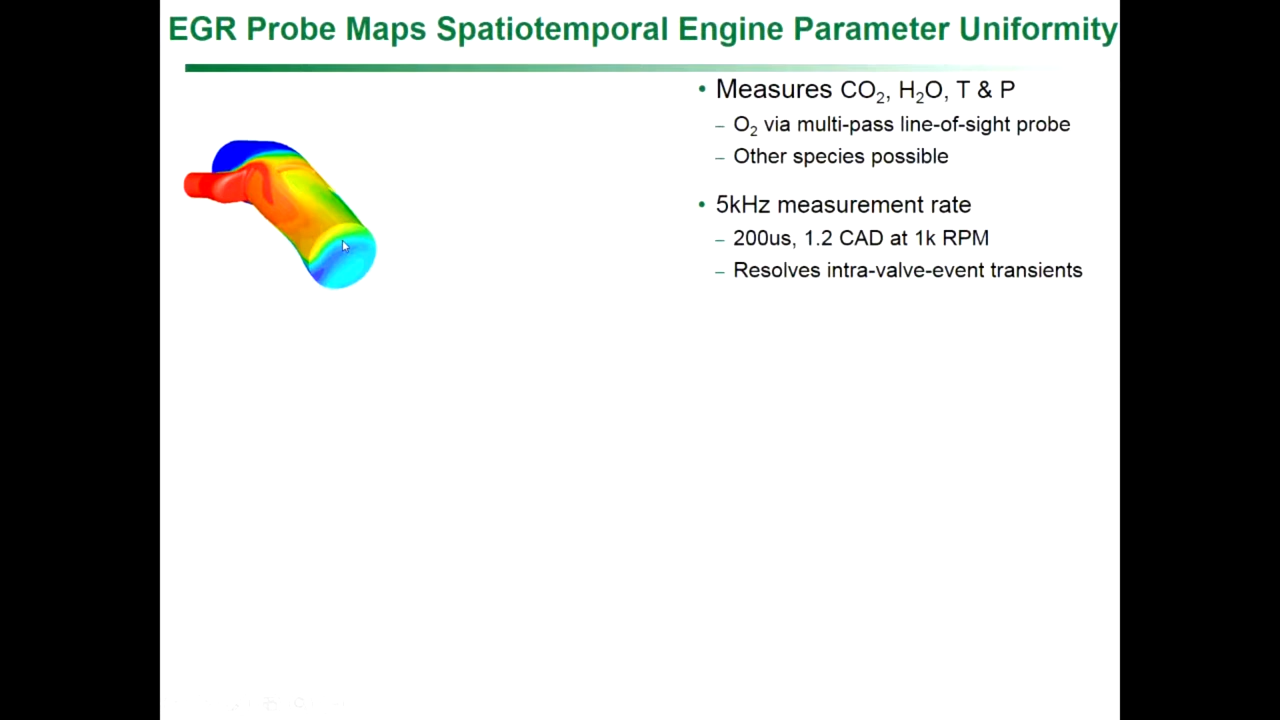 EGR Probe Maps Spatiotemporal Engine Parameter Uniformity
• Measures CO₂, H₂O, T & P
– O₂ via multi-pass line-of-sight probe
– Other species possible
• 5kHz measurement rate
– 200us, 1.2 CAD at 1k RPM
– Resolves intra-valve-event transients